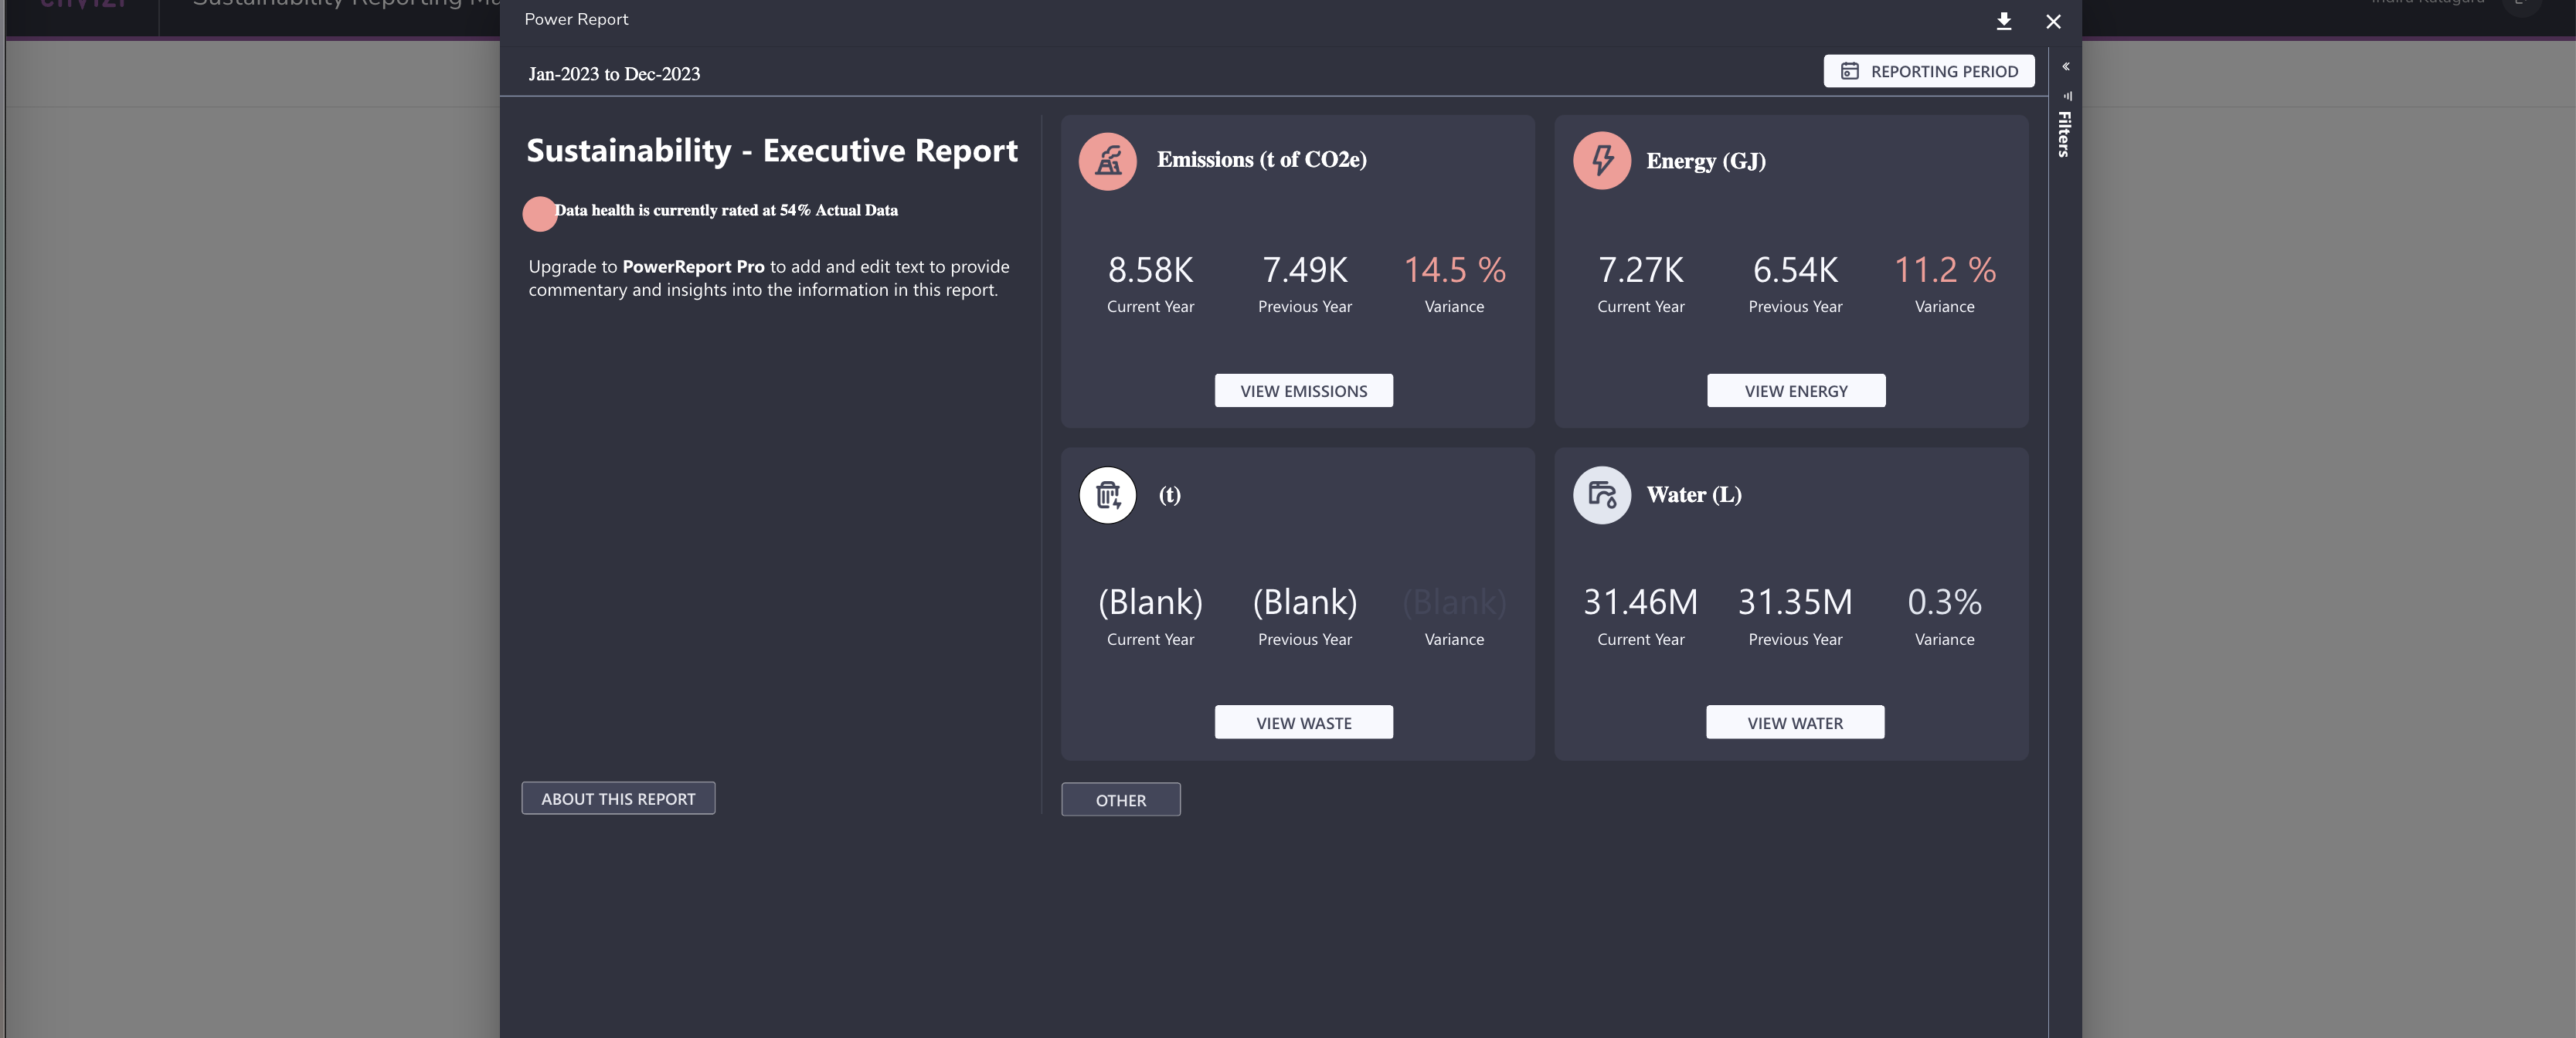 Sustainability Reporting
Power Report
Jan-2023 to Dec-2023
REPORTING PERIOD
Filters
Sustainability - Executive Report
Data health is currently rated at 54% Actual Data
Upgrade to PowerReport Pro to add and edit text to provide
commentary and insights into the information in this report.
ABOUT THIS REPORT
Emissions (t of CO2e)
8.58K 7.49K 14.5 %
Current Year Previous Year Variance
VIEW EMISSIONS
Energy (GJ)
7.27K 6.54K 11.2 %
Current Year Previous Year Variance
VIEW ENERGY
(t)
(Blank) (Blank) (Blank)
Current Year Previous Year Variance
VIEW WASTE
Water (L)
31.46M 31.35M 0.3%
Current Year Previous Year Variance
VIEW WATER
OTHER